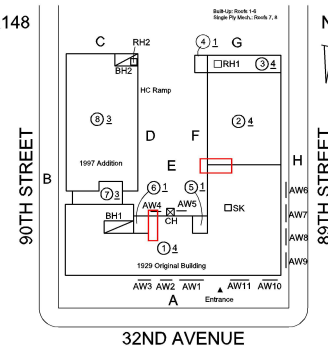 148
N
Built-Up: Roofs 1-6
Single Ply Mech.: Roofs 7, 8
C
RH2
4 1
G
BH2
RH1
3 4
HC Ramp
8 3
2 4
D
F
1997 Addition
E
H
B
90TH STREET
89TH STREET
7 3
6 1
5 1
AW6
AW4
AW5
SK
AW7
BH1
CH
AW8
1 4
AW9
1929 Original Building
AW3 AW2 AW1
AW11 AW10
A
Entrance
32ND AVENUE